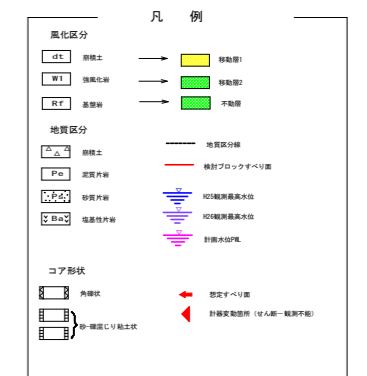 凡 例
風化区分
dt 崩積土 移動層1
W1 強風化岩 移動層2
Rf 基盤岩 不動層
地質区分
崩積土 地質区分線
Pe 泥質片岩 検討ブロックすべり面
Ps 砂質片岩 H25観測最高水位
Ba 塩基性片岩 H26観測最高水位
計画水位PWL
コア形状
角礫状 想定すべり面
砂~礫混じり粘土状 計器変動箇所(せん断~観測不能)